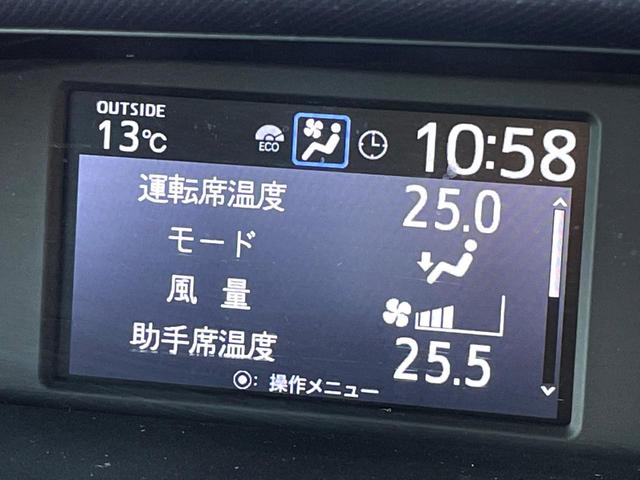 OUTSIDE
13℃ ECO 10:58
運転席温度 25.0
モード
風量
助手席温度 25.5
◉: 操作メニュー